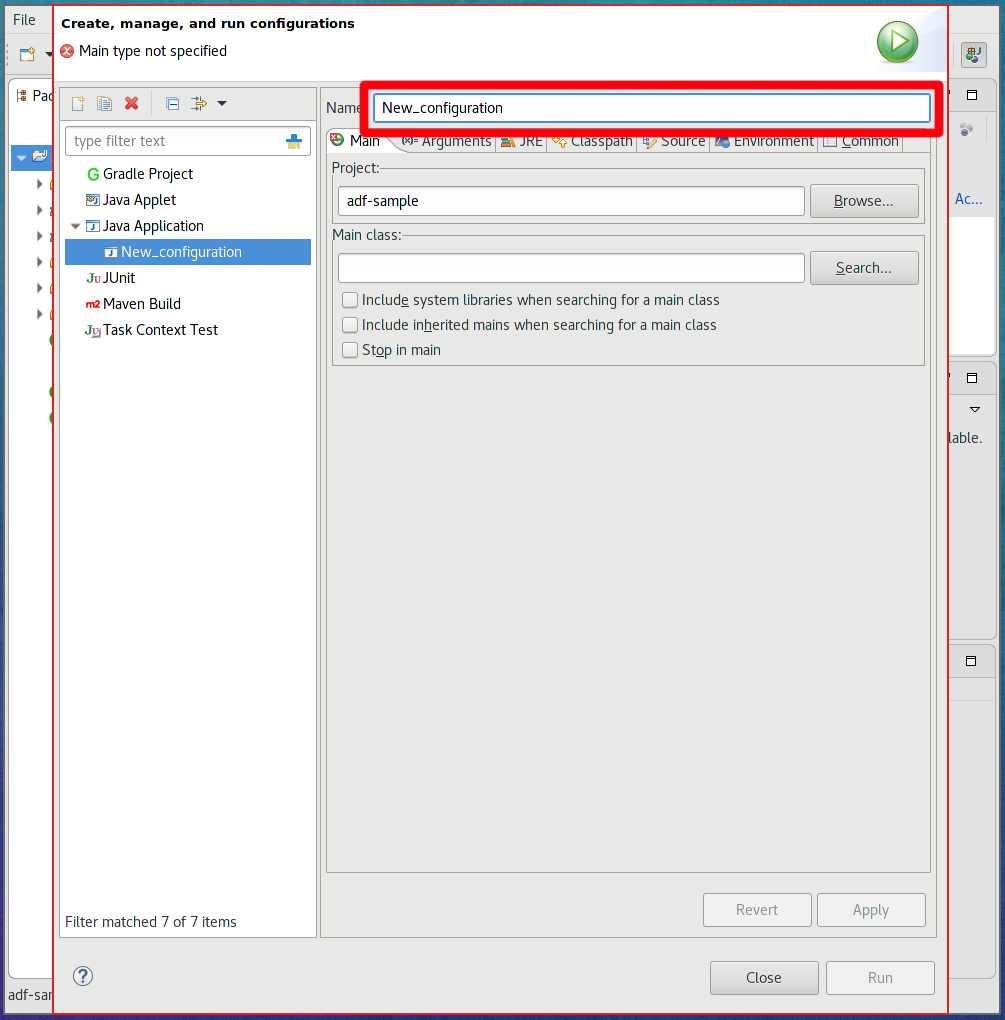 File
Create, manage, and run configurations
Main type not specified
Pac
Name
New_configuration
type filter text
Main
(x)= Arguments
JRE
Classpath
Source
Environment
Common
Gradle Project
Java Applet
Java Application
New_configuration
JUnit
Maven Build
Task Context Test
Project:
adf-sample
Browse...
Main class:
Search...
Include system libraries when searching for a main class
Include inherited mains when searching for a main class
Stop in main
Ac...
lable.
Filter matched 7 of 7 items
Revert
Apply
Close
Run
adf-sar